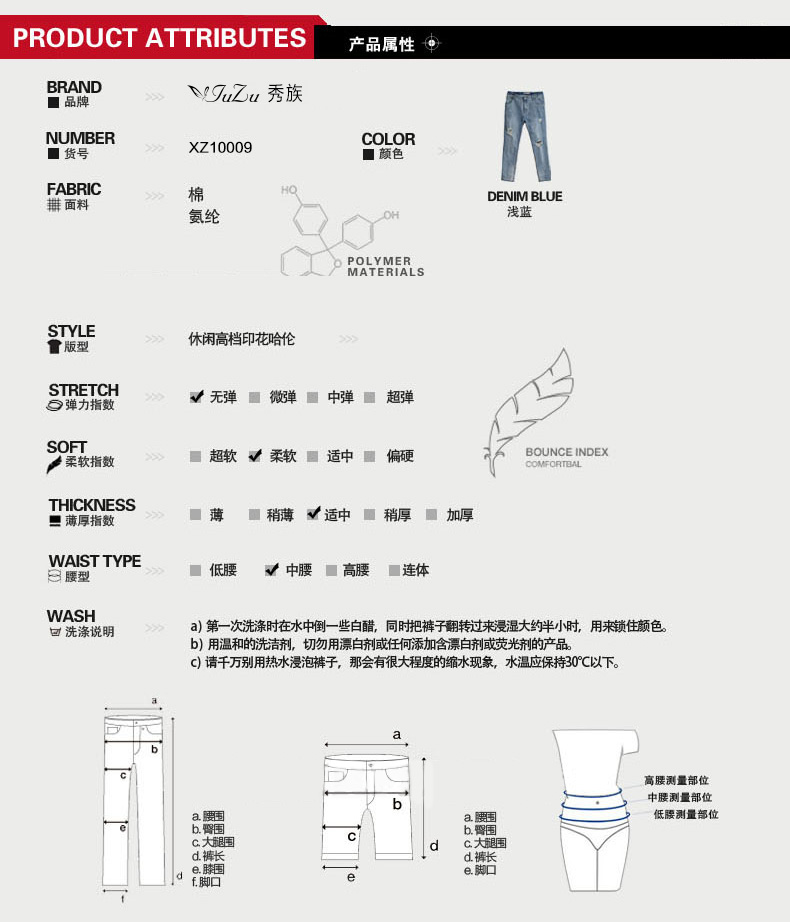 PRODUCT ATTRIBUTES 产品属性
BRAND
品牌
JuZu 秀族
NUMBER
货号
XZ10009
COLOR
颜色
DENIM BLUE
浅蓝
FABRIC
面料
棉
氨纶
HO
OH
O
POLYMER
MATERIALS
STYLE
版型
休闲高档印花哈伦
STRETCH
弹力指数
无弹 微弹 中弹 超弹
BOUNCE INDEX
COMFORTBAL
SOFT
柔软指数
超软 柔软 适中 偏硬
THICKNESS
薄厚指数
薄 稍薄 适中 稍厚 加厚
WAIST TYPE
腰型
低腰 中腰 高腰 连体
WASH
洗涤说明
a) 第一次洗涤时在水中倒一些白醋，同时把裤子翻转过来浸湿大约半小时，用来锁住颜色。
b) 用温和的洗洁剂，切勿用漂白剂或任何添加含漂白剂或荧光剂的产品。
c) 请千万别用热水浸泡裤子，那会有很大程度的缩水现象，水温应保持30℃以下。
a
b
c
e
d
f
a.腰围
b.臀围
c.大腿围
d.裤长
e.膝围
f.脚口
a
b
c
d
e
a.腰围
b.臀围
c.大腿围
d.裤长
e.脚口
高腰测量部位
中腰测量部位
低腰测量部位